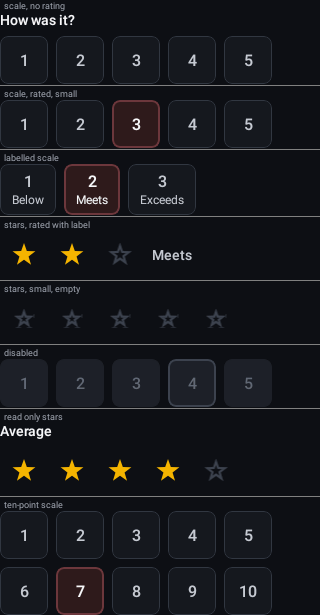 scale, no rating
How was it?
1 2 3 4 5
scale, rated, small
1 2 3 4 5
labelled scale
1 2 3
Below Meets Exceeds
stars, rated with label
Meets
stars, small, empty
disabled
1 2 3 4 5
read only stars
Average
ten-point scale
1 2 3 4 5
6 7 8 9 10